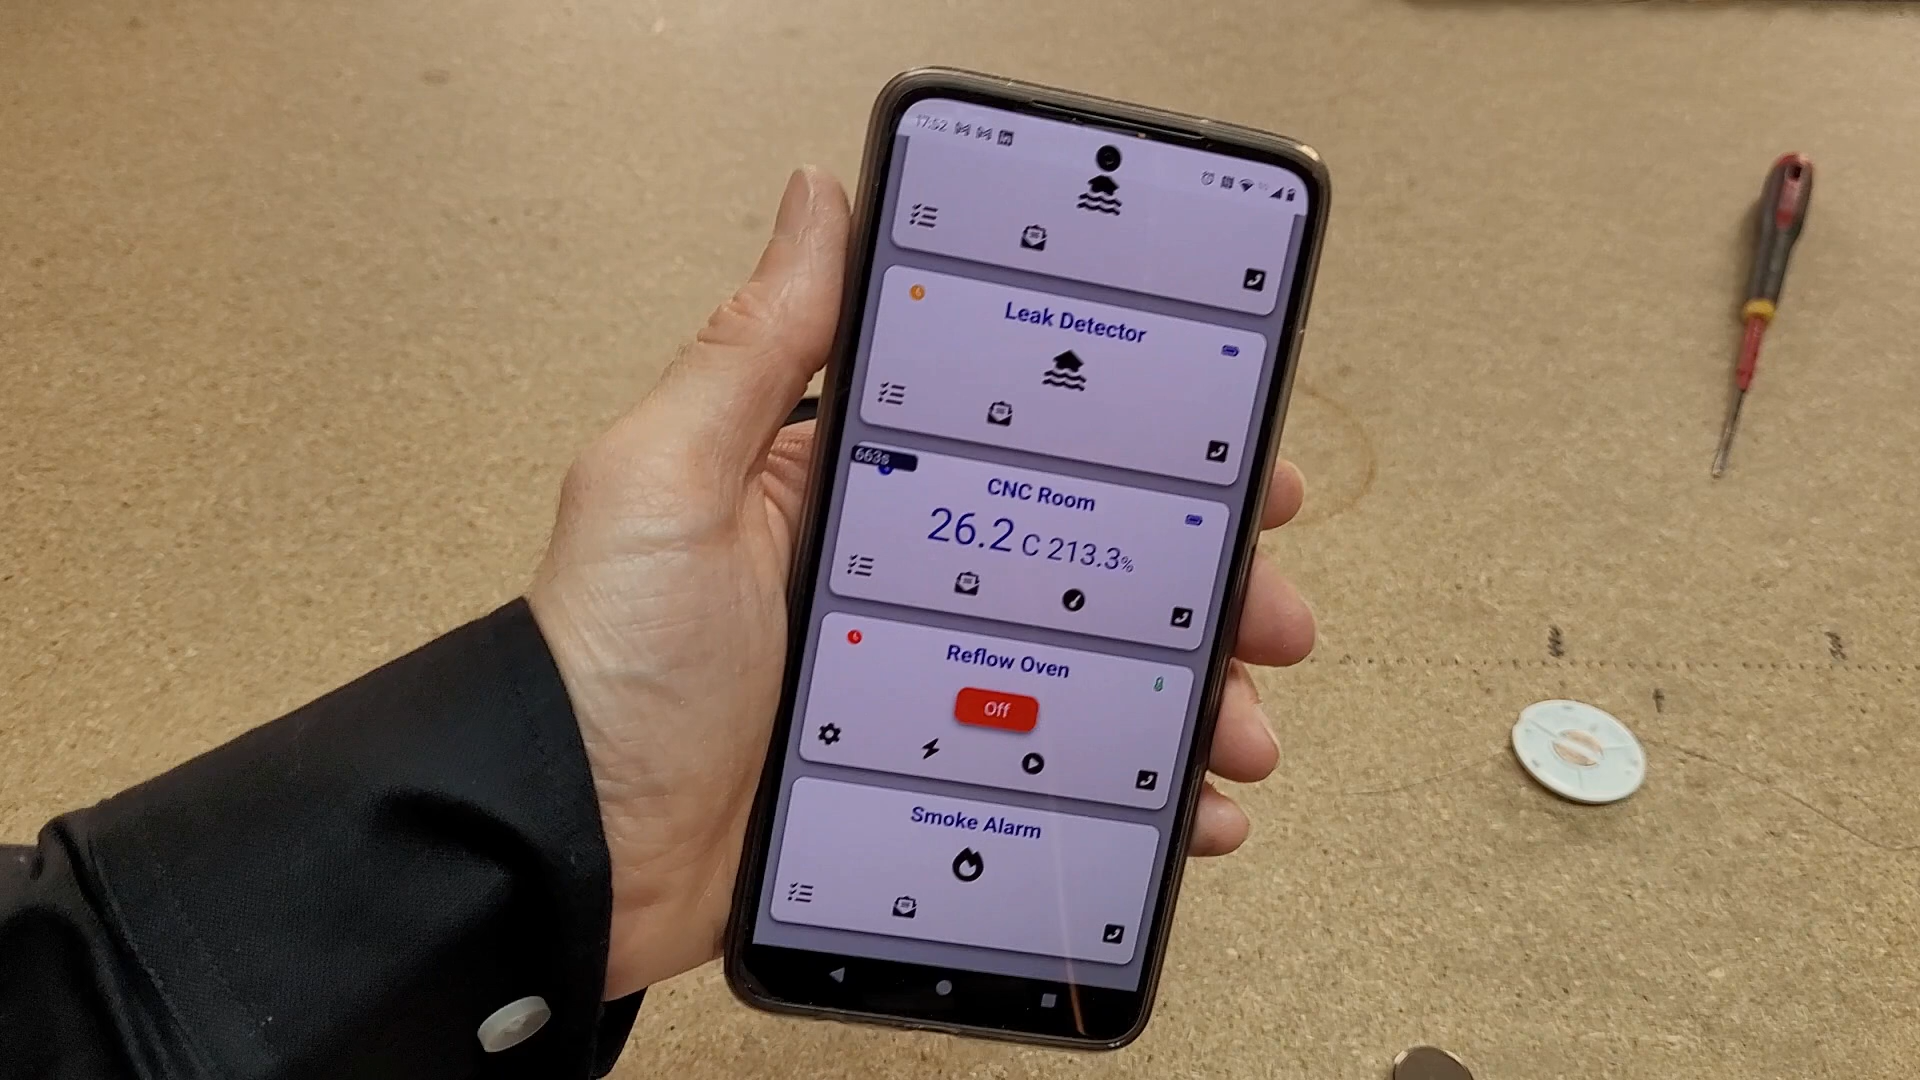 17:52
Leak Detector
663s
CNC Room
26.2 C 213.3%
Reflow Oven
Off
Smoke Alarm